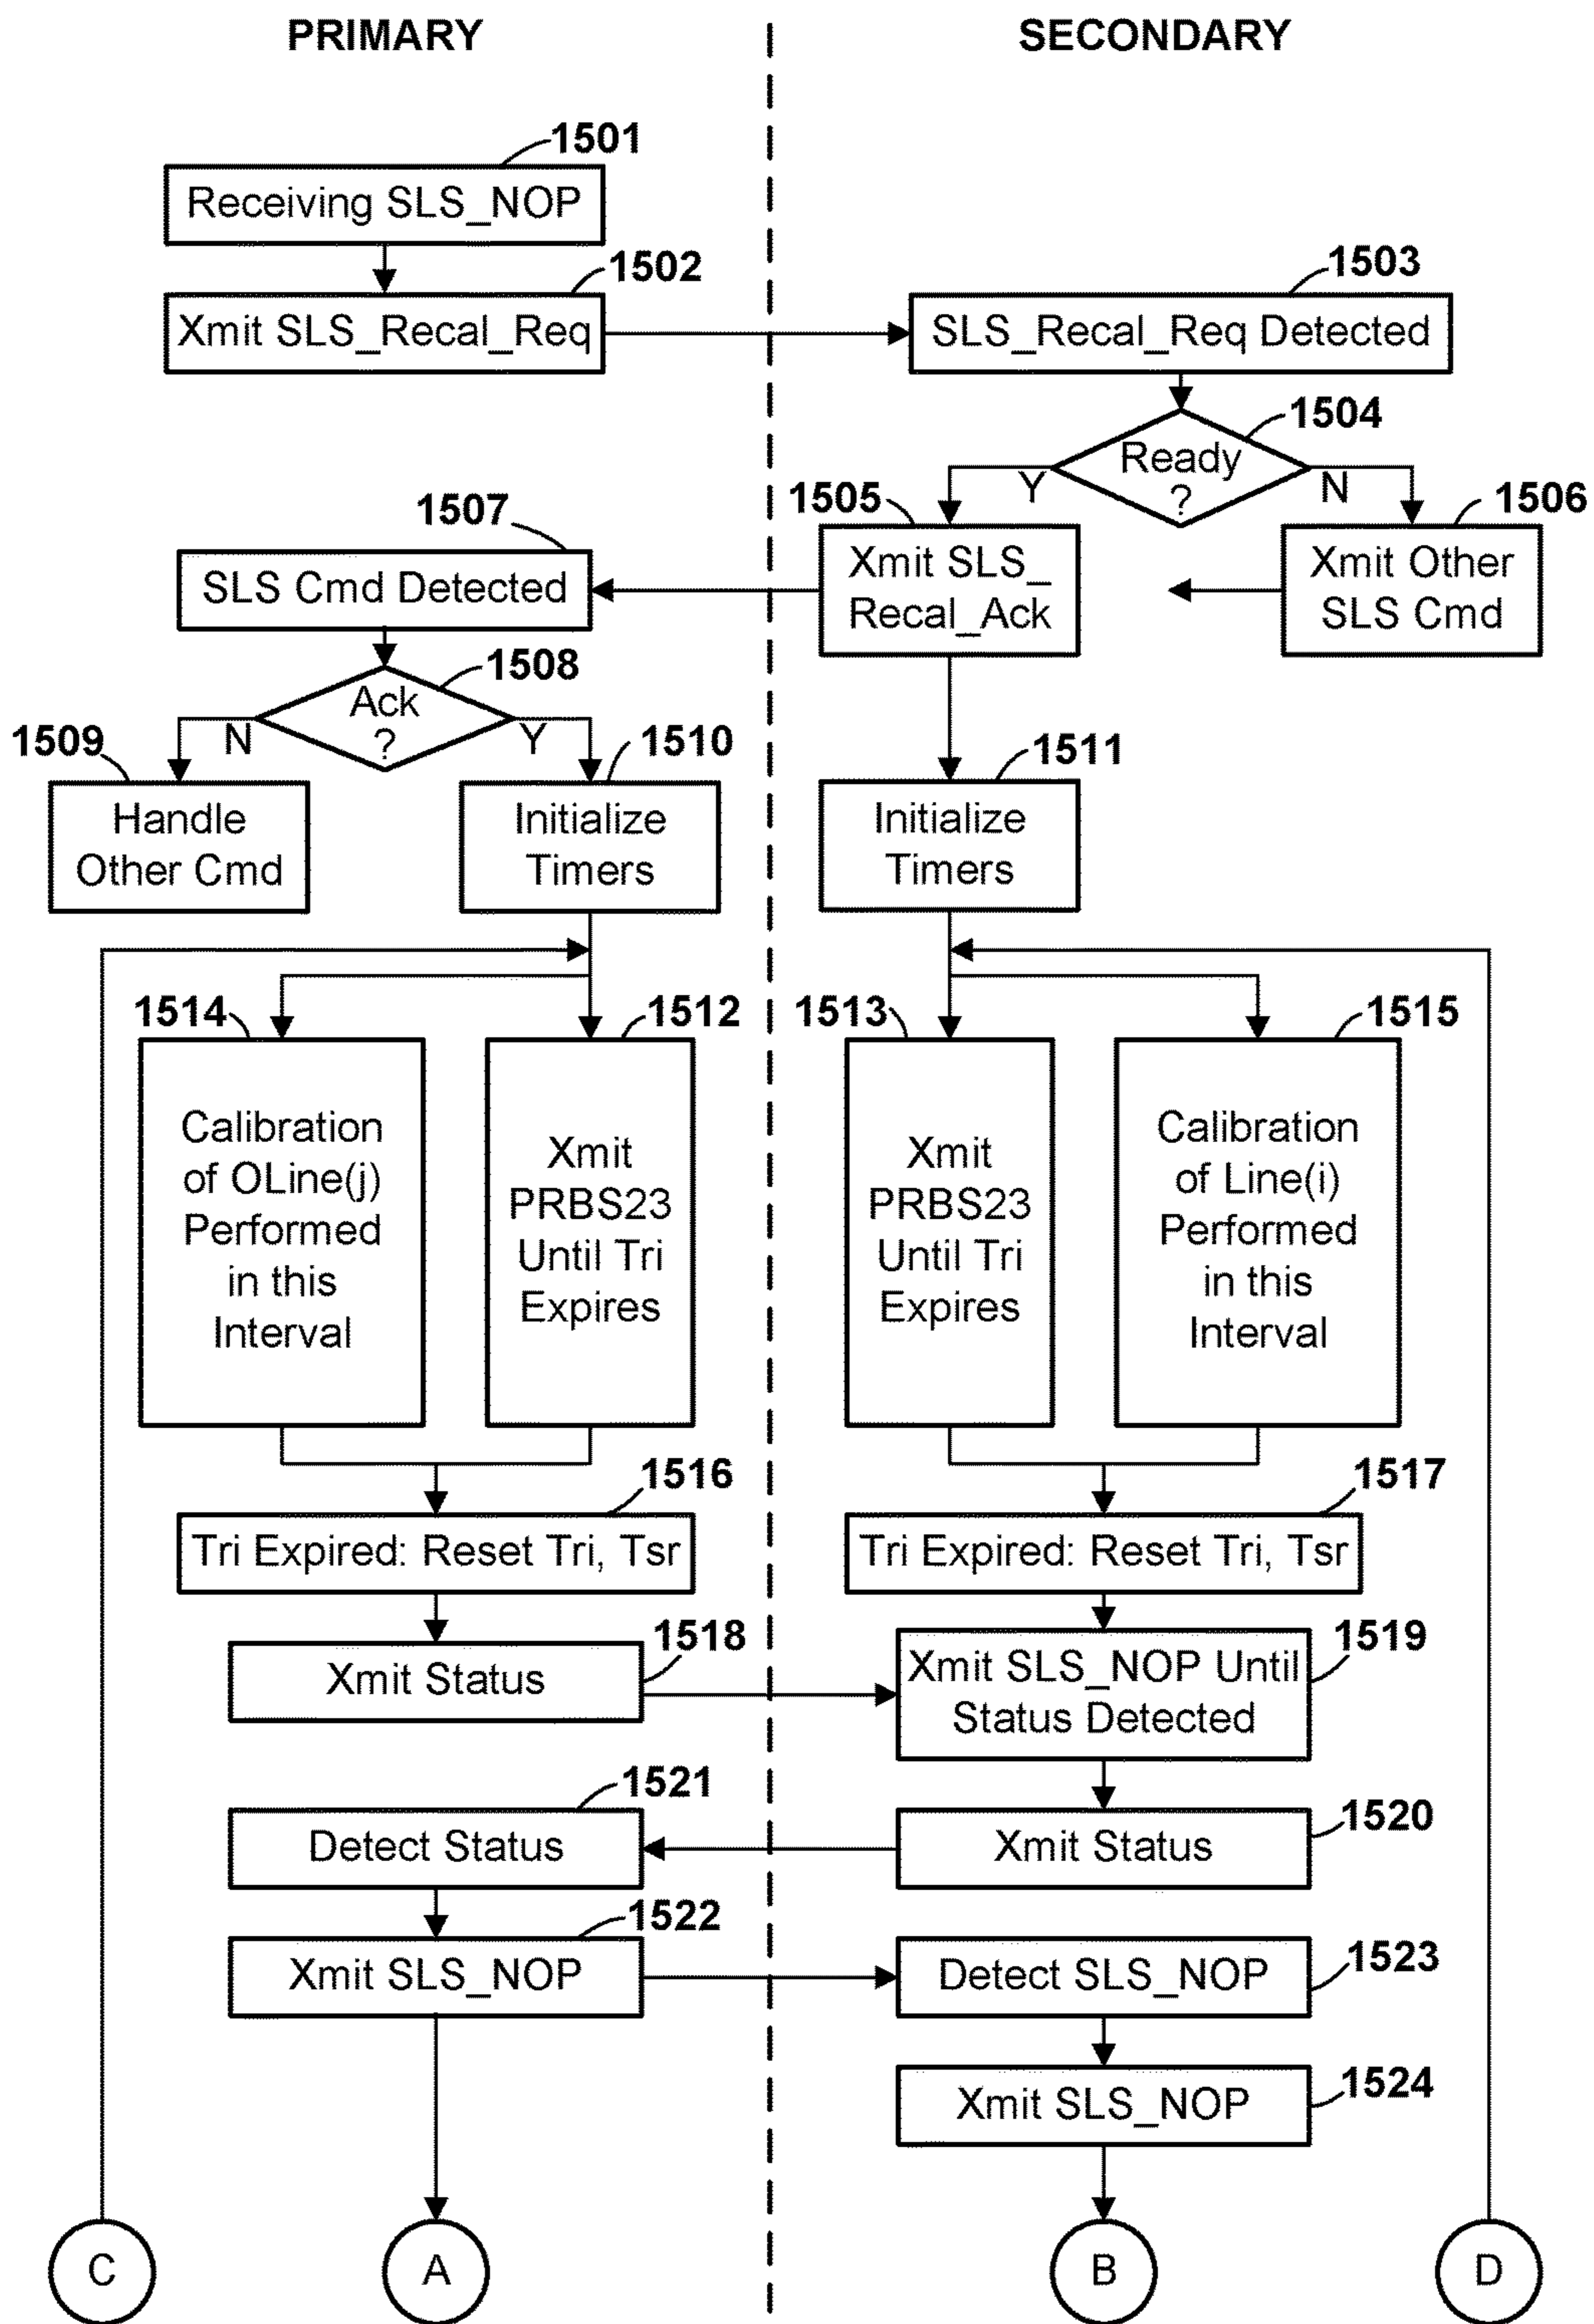 PRIMARY
SECONDARY
1501
Receiving SLS_NOP
1502
Xmit SLS_Recal_Req
1503
SLS_Recal_Req Detected
1504
Ready
?
Y
N
1505
Xmit SLS_
Recal_Ack
1506
Xmit Other
SLS Cmd
1507
SLS Cmd Detected
1508
Ack
?
N
Y
1509
Handle
Other Cmd
1510
Initialize
Timers
1511
Initialize
Timers
1514
Calibration
of OLine(j)
Performed
in this
Interval
1512
Xmit
PRBS23
Until Tri
Expires
1513
Xmit
PRBS23
Until Tri
Expires
1515
Calibration
of Line(i)
Performed
in this
Interval
1516
Tri Expired: Reset Tri, Tsr
1517
Tri Expired: Reset Tri, Tsr
1518
Xmit Status
1519
Xmit SLS_NOP Until
Status Detected
1521
Detect Status
1520
Xmit Status
1522
Xmit SLS_NOP
1523
Detect SLS_NOP
1524
Xmit SLS_NOP
C
A
B
D